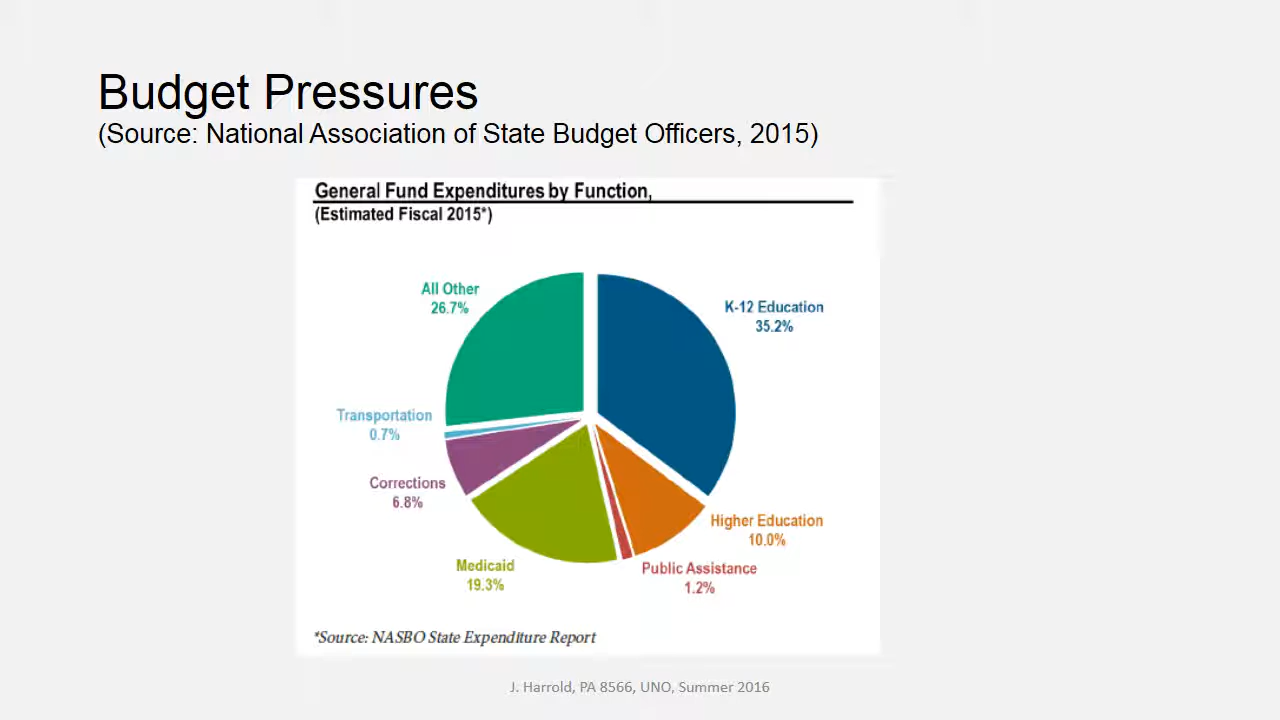 Budget Pressures
(Source: National Association of State Budget Officers, 2015)
General Fund Expenditures by Function,
(Estimated Fiscal 2015*)
All Other
26.7%
K-12 Education
35.2%
Transportation
0.7%
Corrections
6.8%
Higher Education
10.0%
Medicaid
19.3%
Public Assistance
1.2%
*Source: NASBO State Expenditure Report
J. Harrold, PA 8566, UNO, Summer 2016